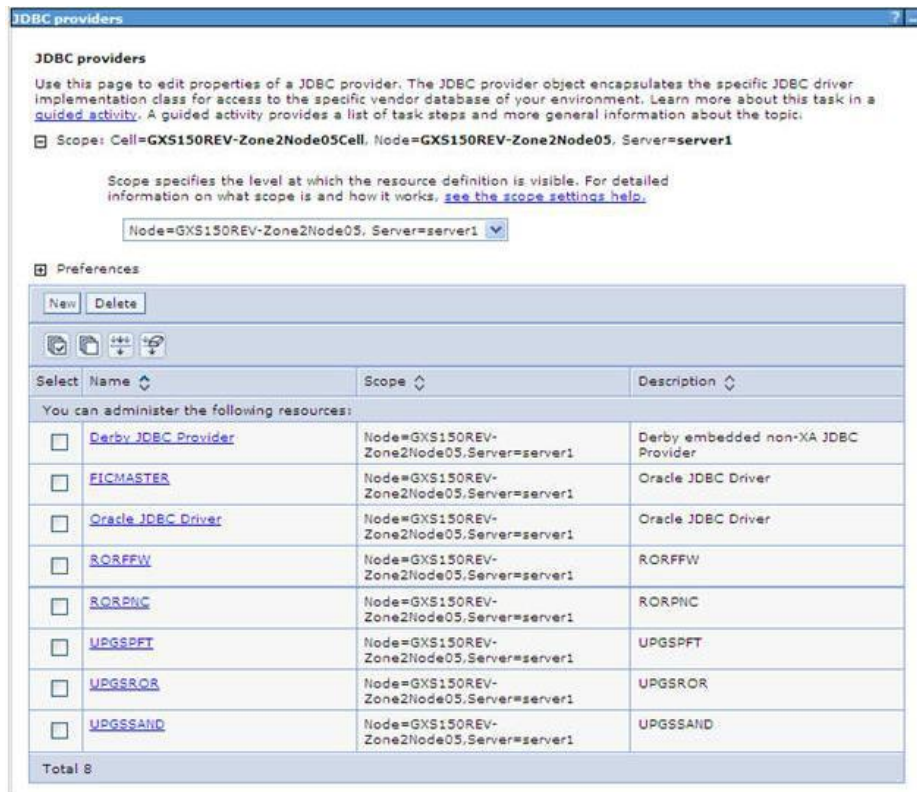 JDBC providers ? –
JDBC providers
Use this page to edit properties of a JDBC provider. The JDBC provider object encapsulates the specific JDBC driver
implementation class for access to the specific vendor database of your environment. Learn more about this task in a
guided activity. A guided activity provides a list of task steps and more general information about the topic.
Scope: Cell=GXS150REV-Zone2Node05Cell, Node=GXS150REV-Zone2Node05, Server=server1
Scope specifies the level at which the resource definition is visible. For detailed
information on what scope is and how it works, see the scope settings help.
Node=GXS150REV-Zone2Node05, Server=server1
Preferences
New Delete
Select Name Scope Description
You can administer the following resources:
Derby JDBC Provider Node=GXS150REV- Derby embedded non-XA JDBC
Zone2Node05,Server=server1 Provider
FICMASTER Node=GXS150REV- Oracle JDBC Driver
Zone2Node05,Server=server1
Oracle JDBC Driver Node=GXS150REV- Oracle JDBC Driver
Zone2Node05,Server=server1
RORFFW Node=GXS150REV- RORFFW
Zone2Node05,Server=server1
RORPNC Node=GXS150REV- RORPNC
Zone2Node05,Server=server1
UPGSPFT Node=GXS150REV- UPGSPFT
Zone2Node05,Server=server1
UPGSROR Node=GXS150REV- UPGSROR
Zone2Node05,Server=server1
UPGSSAND Node=GXS150REV- UPGSSAND
Zone2Node05,Server=server1
Total 8